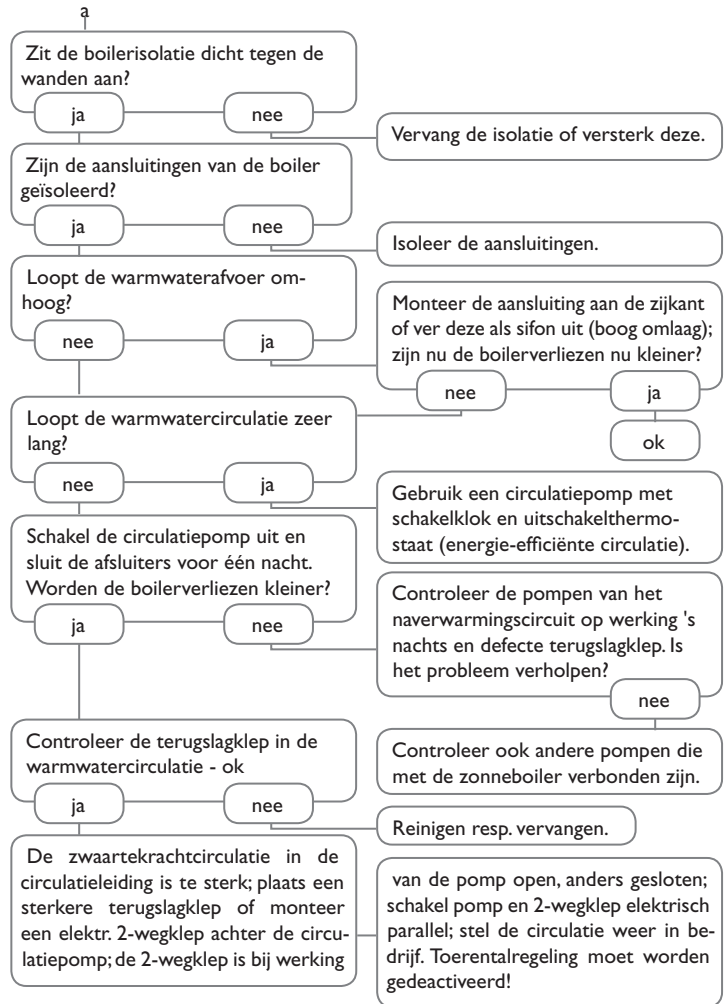 a
Zit de boilerisolatie dicht tegen de
wanden aan?
ja
nee
Vervang de isolatie of versterk deze.
Zijn de aansluitingen van de boiler
geïsoleerd?
ja
nee
Isoleer de aansluitingen.
Loopt de warmwaterafvoer om-
hoog?
nee
ja
Monteer de aansluiting aan de zijkant
of ver deze als sifon uit (boog omlaag);
zijn nu de boilerverliezen nu kleiner?
nee
ja
ok
Loopt de warmwatercirculatie zeer
lang?
nee
ja
Gebruik een circulatiepomp met
schakelklok en uitschakelthermo-
staat (energie-efficiënte circulatie).
Schakel de circulatiepomp uit en
sluit de afsluiters voor één nacht.
Worden de boilerverliezen kleiner?
ja
nee
Controleer de pompen van het
naverwarmingscircuit op werking 's
nachts en defecte terugslagklep. Is
het probleem verholpen?
nee
Controleer ook andere pompen die
met de zonneboiler verbonden zijn.
Controleer de terugslagklep in de
warmwatercirculatie - ok
ja
nee
Reinigen resp. vervangen.
De zwaartekrachtcirculatie in de
circulatieleiding is te sterk; plaats een
sterkere terugslagklep of monteer
een elektr. 2-wegklep achter de circu-
latiepomp; de 2-wegklep is bij werking
van de pomp open, anders gesloten;
schakel pomp en 2-wegklep elektrisch
parallel; stel de circulatie weer in be-
drijf. Toerentalregeling moet worden
gedeactiveerd!